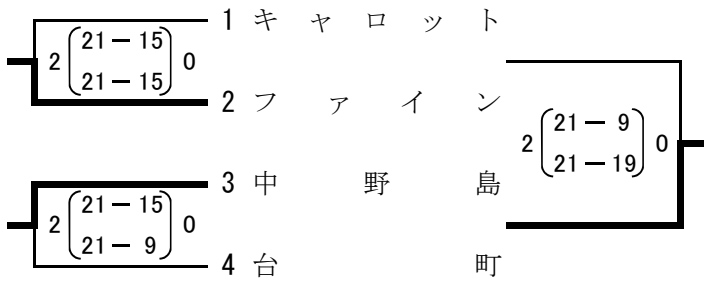 1 キャロット
2 ( 21 － 15 21 － 15 ) 0
2 ファイン
2 ( 21 － 9 21 － 19 ) 0
3 中野島
2 ( 21 － 15 21 － 9 ) 0
4 台町